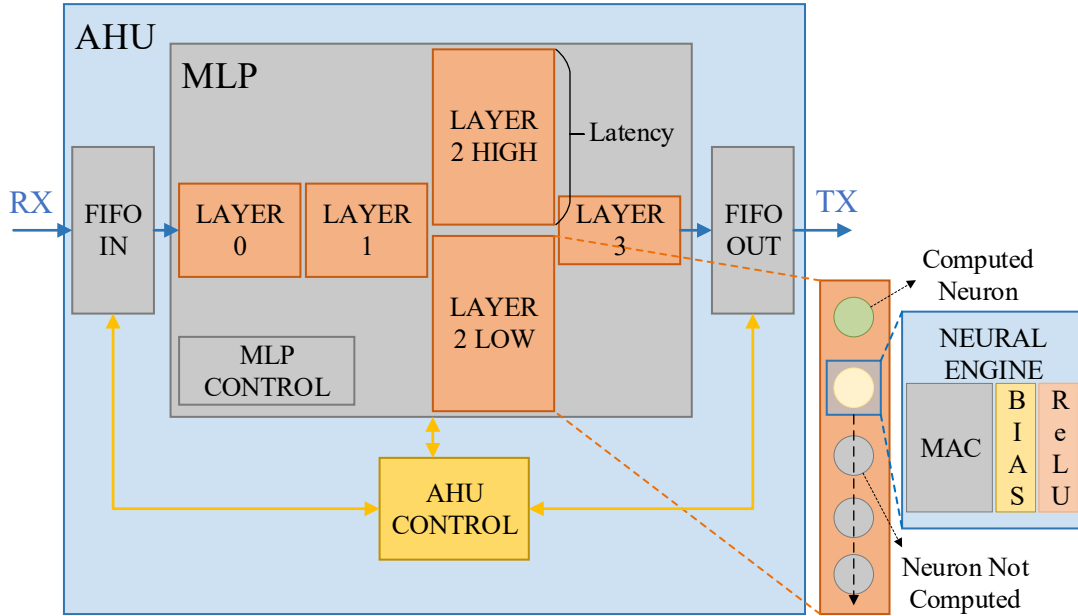 AHU
MLP
LAYER
2 HIGH
Latency
RX
FIFO
IN
LAYER
0
LAYER
1
LAYER
3
FIFO
OUT
TX
LAYER
2 LOW
MLP
CONTROL
AHU
CONTROL
Computed
Neuron
NEURAL
ENGINE
MAC
B
I
A
S
R
e
L
U
Neuron Not
Computed